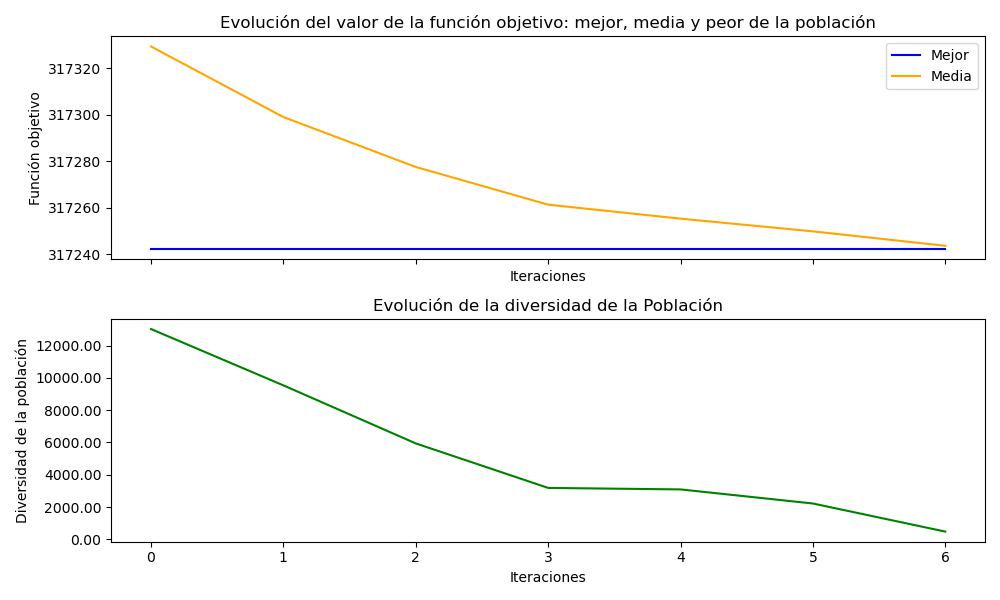 Evolución del valor de la función objetivo: mejor, media y peor de la población
Función objetivo
317320
317300
317280
317260
317240
Mejor
Media
Iteraciones
Evolución de la diversidad de la Población
Diversidad de la población
12000.00
10000.00
8000.00
6000.00
4000.00
2000.00
0.00
0 1 2 3 4 5 6
Iteraciones